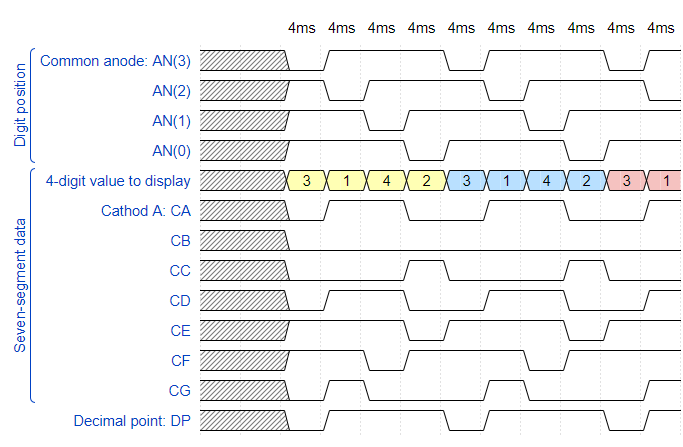 4ms 4ms 4ms 4ms 4ms 4ms 4ms 4ms 4ms 4ms
Digit position
Common anode: AN(3)
AN(2)
AN(1)
AN(0)
Seven-segment data
4-digit value to display 3 1 4 2 3 1 4 2 3 1
Cathod A: CA
CB
CC
CD
CE
CF
CG
Decimal point: DP